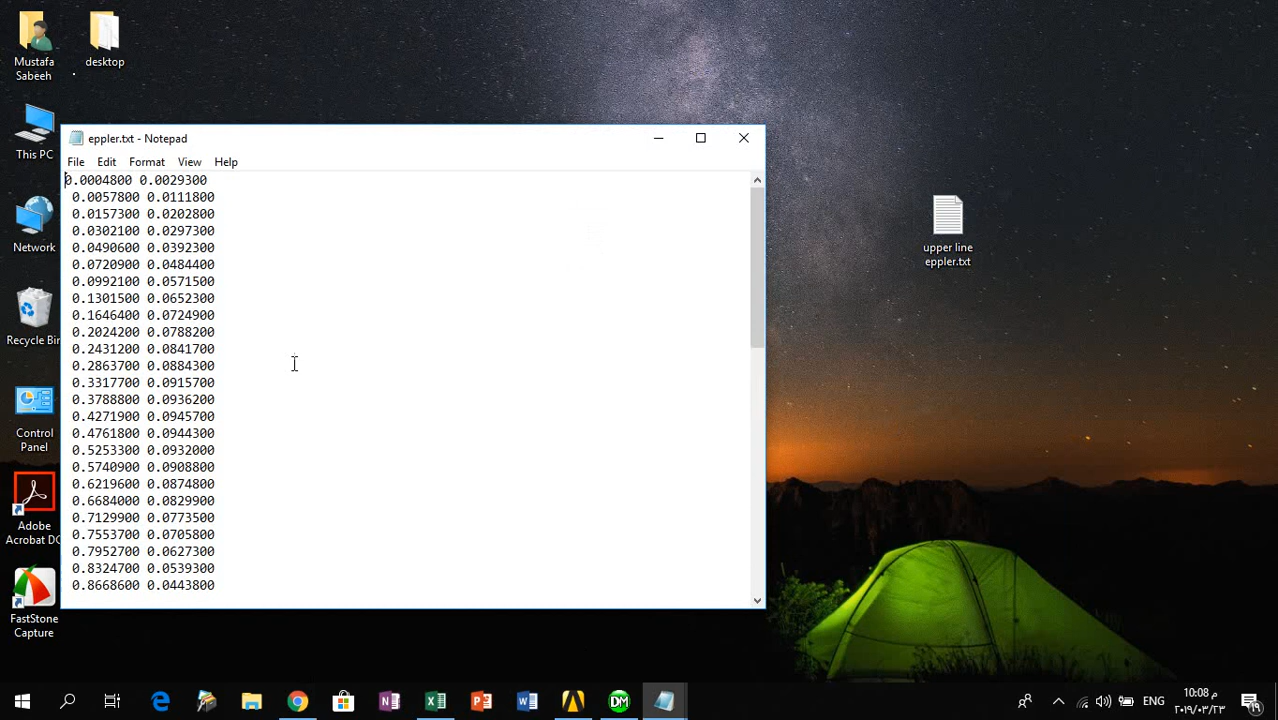 Mustafa
Sabeeh
desktop
This PC
Network
Recycle Bin
Control
Panel
Adobe
Acrobat DC
FastStone
Capture
eppler.txt - Notepad
File Edit Format View Help
0.0004800 0.0029300
0.0057800 0.0111800
0.0157300 0.0202800
0.0302100 0.0297300
0.0490600 0.0392300
0.0720900 0.0484400
0.0992100 0.0571500
0.1301500 0.0652300
0.1646400 0.0724900
0.2024200 0.0788200
0.2431200 0.0841700
0.2863700 0.0884300
0.3317700 0.0915700
0.3788800 0.0936200
0.4271900 0.0945700
0.4761800 0.0944300
0.5253300 0.0932000
0.5740900 0.0908800
0.6219600 0.0874800
0.6684000 0.0829900
0.7129900 0.0773500
0.7553700 0.0705800
0.7952700 0.0627300
0.8324700 0.0539300
0.8668600 0.0443800
upper line
eppler.txt
ENG
م 10:08
٢٠١٩/٠٣/٢٣
١٩